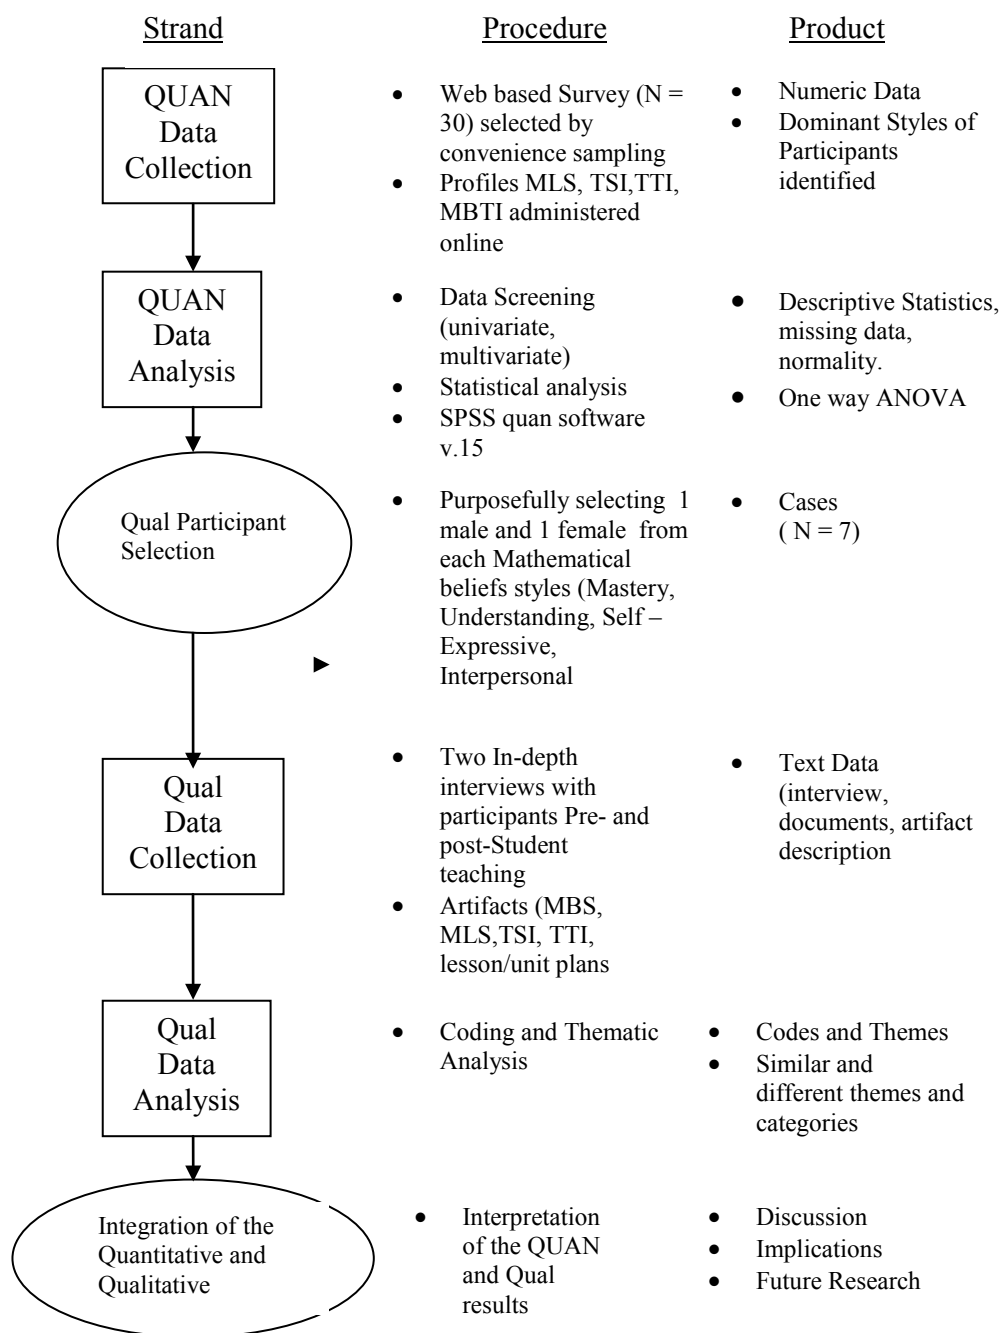 Strand Procedure Product
QUAN
Data
Collection
• Web based Survey (N =
30) selected by
convenience sampling
• Profiles MLS, TSI,TTI,
MBTI administered
online
• Numeric Data
• Dominant Styles of
Participants
identified
QUAN
Data
Analysis
• Data Screening
(univariate,
multivariate)
• Statistical analysis
• SPSS quan software
v.15
• Descriptive Statistics,
missing data,
normality.
• One way ANOVA
Qual Participant
Selection
• Purposefully selecting 1
male and 1 female from
each Mathematical
beliefs styles (Mastery,
Understanding, Self –
Expressive,
Interpersonal
• Cases
( N = 7)
Qual
Data
Collection
• Two In-depth
interviews with
participants Pre- and
post-Student
teaching
• Artifacts (MBS,
MLS,TSI, TTI,
lesson/unit plans
• Text Data
(interview,
documents, artifact
description
Qual
Data
Analysis
• Coding and Thematic
Analysis
• Codes and Themes
• Similar and
different themes and
categories
Integration of the
Quantitative and
Qualitative
• Interpretation
of the QUAN
and Qual
results
• Discussion
• Implications
• Future Research